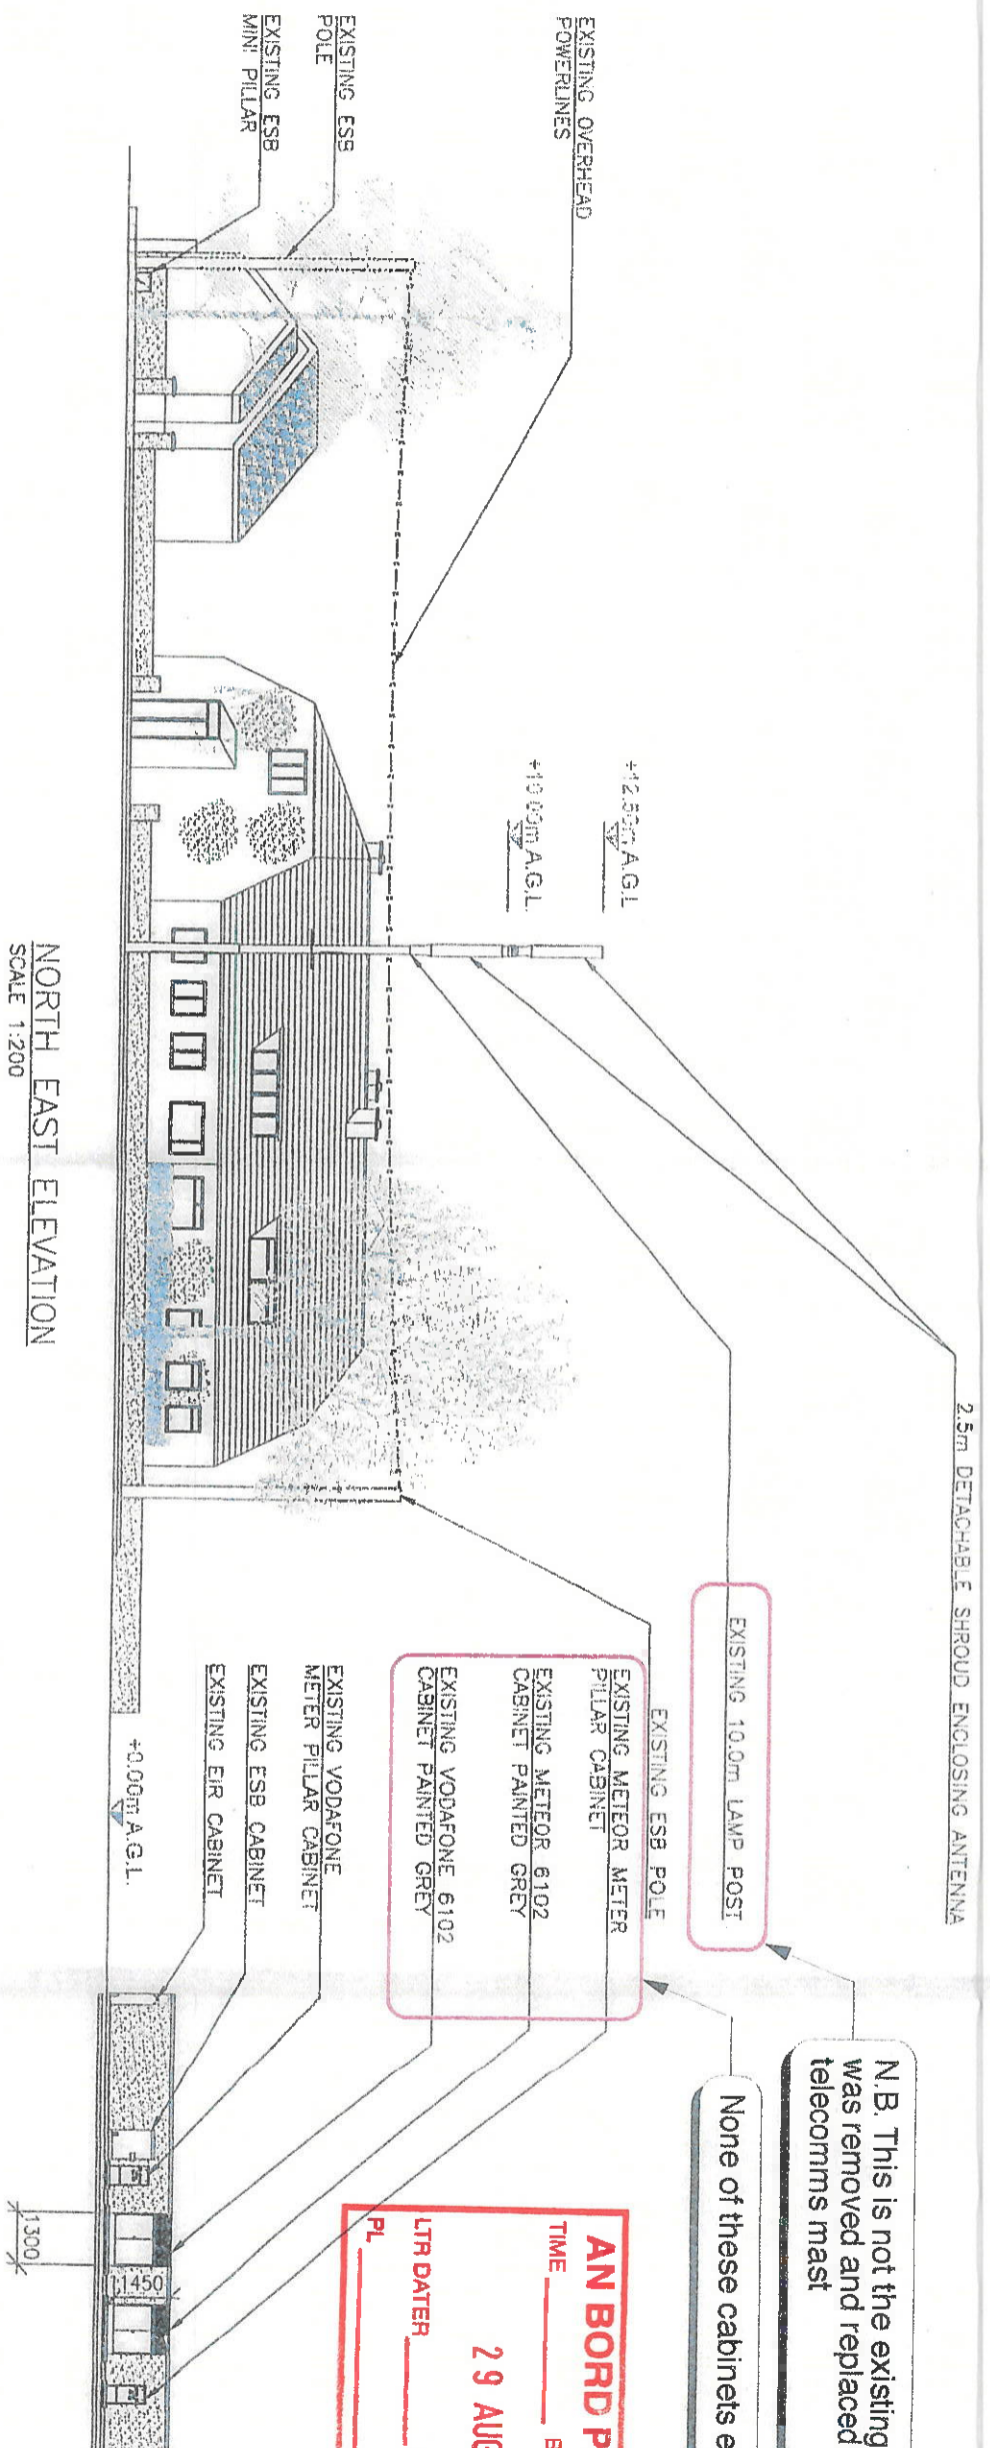 2.5m DETACHABLE SHROUD ENCLOSING ANTENNA
EXISTING OVERHEAD
POWERLINES
EXISTING ESB
POLE
EXISTING ESB
MINI PILLAR
+12.50m A.G.L
+10.00m A.G.L.
EXISTING 10.0m LAMP POST
EXISTING ESB POLE
EXISTING METEOR METER
PILLAR CABINET
EXISTING METEOR 6102
CABINET PAINTED GREY
EXISTING VODAFONE 6102
CABINET PAINTED GREY
EXISTING VODAFONE
METER PILLAR CABINET
EXISTING ESB CABINET
EXISTING EIR CABINET
+0.00m A.G.L.
N.B. This is not the existing
was removed and replaced
telecomms mast
None of these cabinets e
AN BORD P
TIME
29 AUG
LTR DATER
PL
1300
1450
NORTH EAST ELEVATION
SCALE 1:200